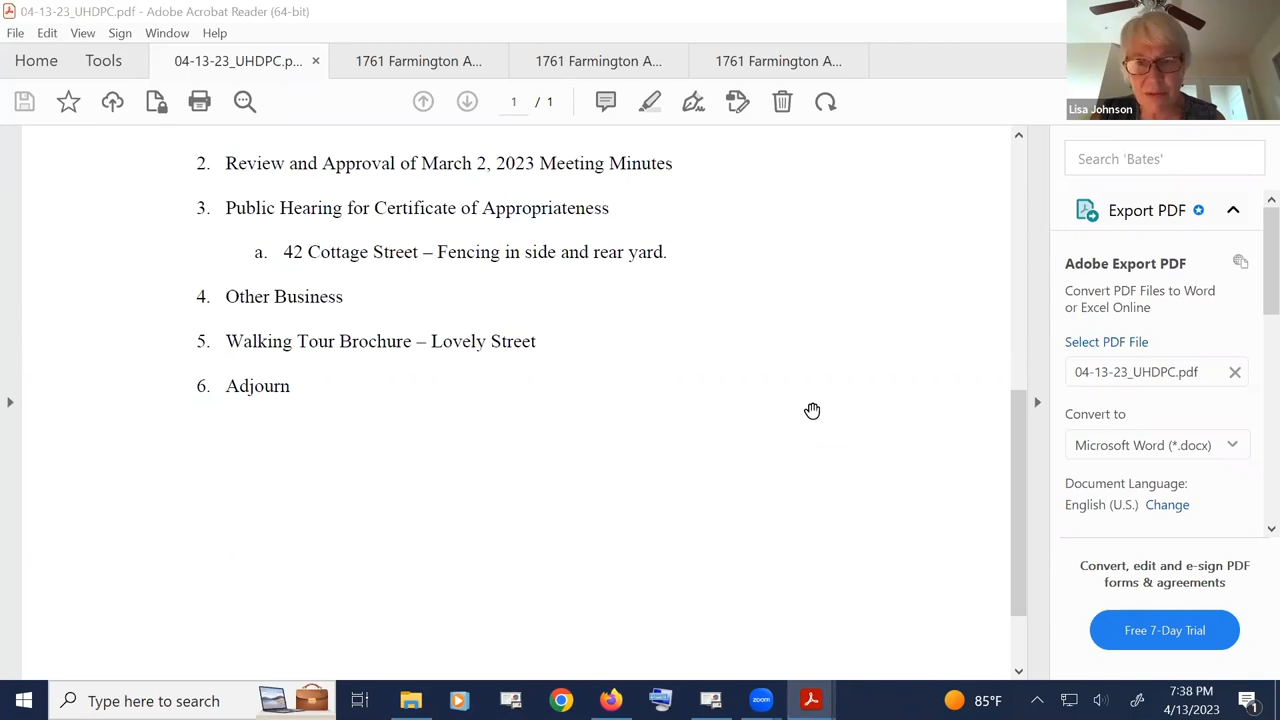 04-13-23_UHDPC.pdf - Adobe Acrobat Reader (64-bit)
File Edit View Sign Window Help
Home Tools 04-13-23_UHDPC.p... × 1761 Farmington A... 1761 Farmington A... 1761 Farmington A...
1 / 1
Lisa Johnson
2. Review and Approval of March 2, 2023 Meeting Minutes
3. Public Hearing for Certificate of Appropriateness
a. 42 Cottage Street – Fencing in side and rear yard.
4. Other Business
5. Walking Tour Brochure – Lovely Street
6. Adjourn
Search 'Bates'
Export PDF
Adobe Export PDF
Convert PDF Files to Word
or Excel Online
Select PDF File
04-13-23_UHDPC.pdf
Convert to
Microsoft Word (*.docx)
Document Language:
English (U.S.) Change
Convert, edit and e-sign PDF
forms & agreements
Free 7-Day Trial
Type here to search
zoom
85°F
7:38 PM
4/13/2023
1